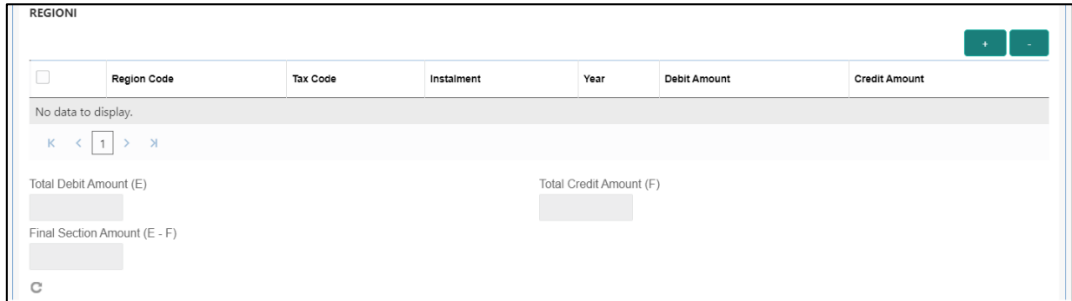 REGIONI
+ -
Region Code Tax Code Instalment Year Debit Amount Credit Amount
No data to display.
1
Total Debit Amount (E) Total Credit Amount (F)
Final Section Amount (E - F)